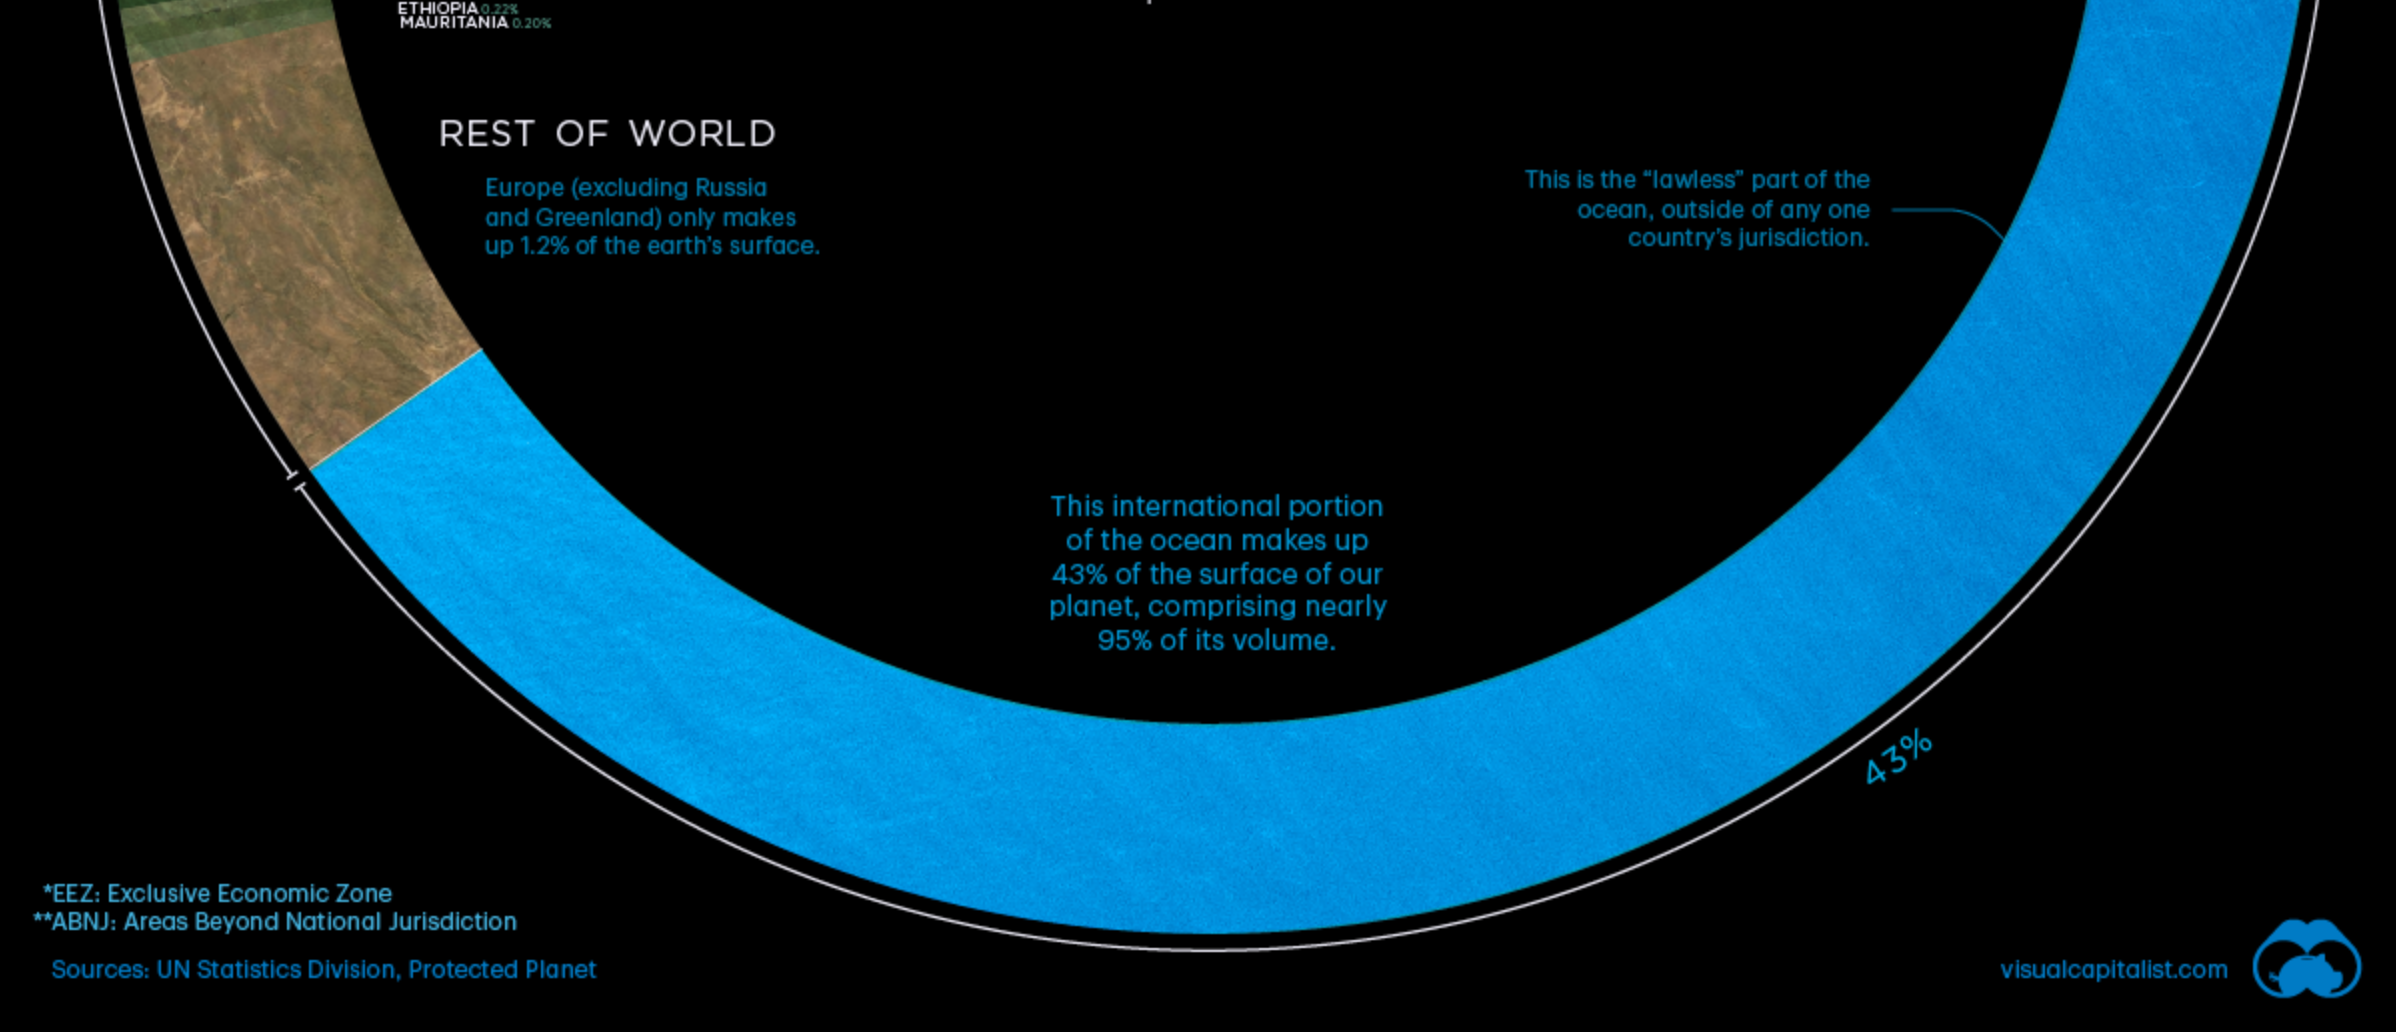 ETHIOPIA 0.22%
MAURITANIA 0.20%
REST OF WORLD
Europe (excluding Russia
and Greenland) only makes
up 1.2% of the earth's surface.
This is the “lawless” part of the
ocean, outside of any one
country's jurisdiction.
This international portion
of the ocean makes up
43% of the surface of our
planet, comprising nearly
95% of its volume.
43%
*EEZ: Exclusive Economic Zone
**ABNJ: Areas Beyond National Jurisdiction
Sources: UN Statistics Division, Protected Planet
visualcapitalist.com